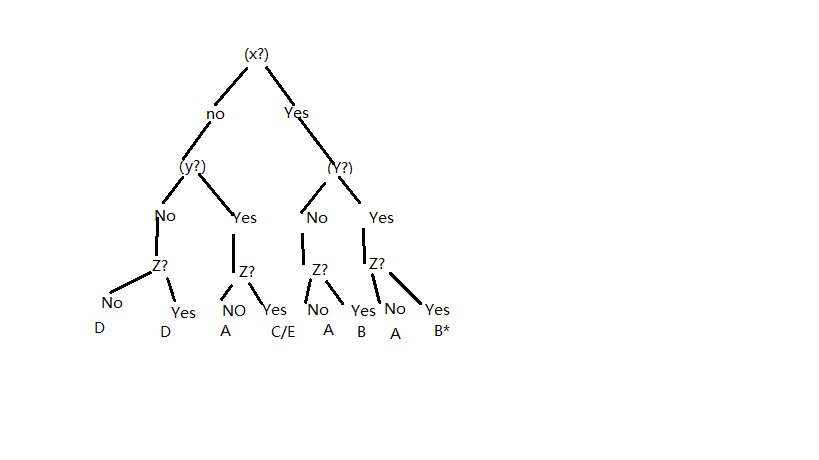 (x?)
no Yes
(y?) (Y?)
No Yes No Yes
Z? Z? Z? Z?
No Yes NO Yes No Yes No Yes
D D A C/E A B A B*